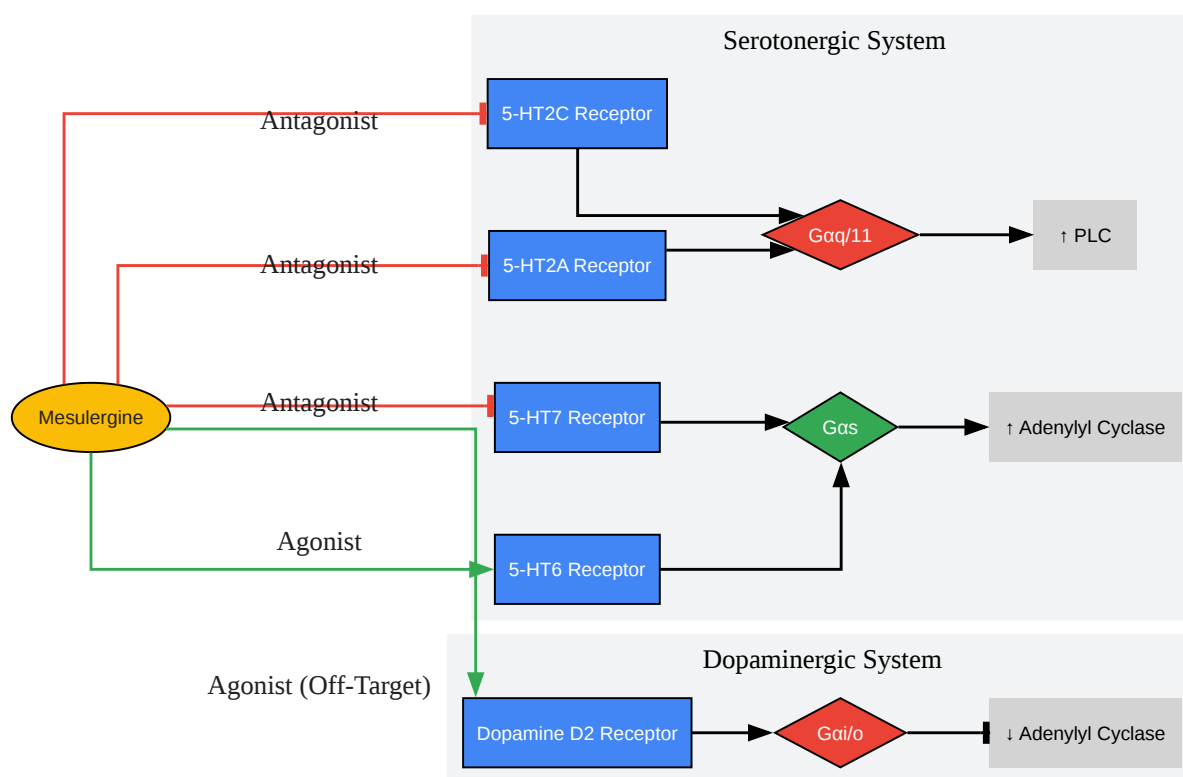 Serotonergic System
Antagonist
5-HT2C Receptor
Gαq/11
↑ PLC
Antagonist
5-HT2A Receptor
Mesulergine
Antagonist
5-HT7 Receptor
Gαs
↑ Adenylyl Cyclase
Agonist
5-HT6 Receptor
Dopaminergic System
Agonist (Off-Target)
Dopamine D2 Receptor
Gαi/o
↓ Adenylyl Cyclase